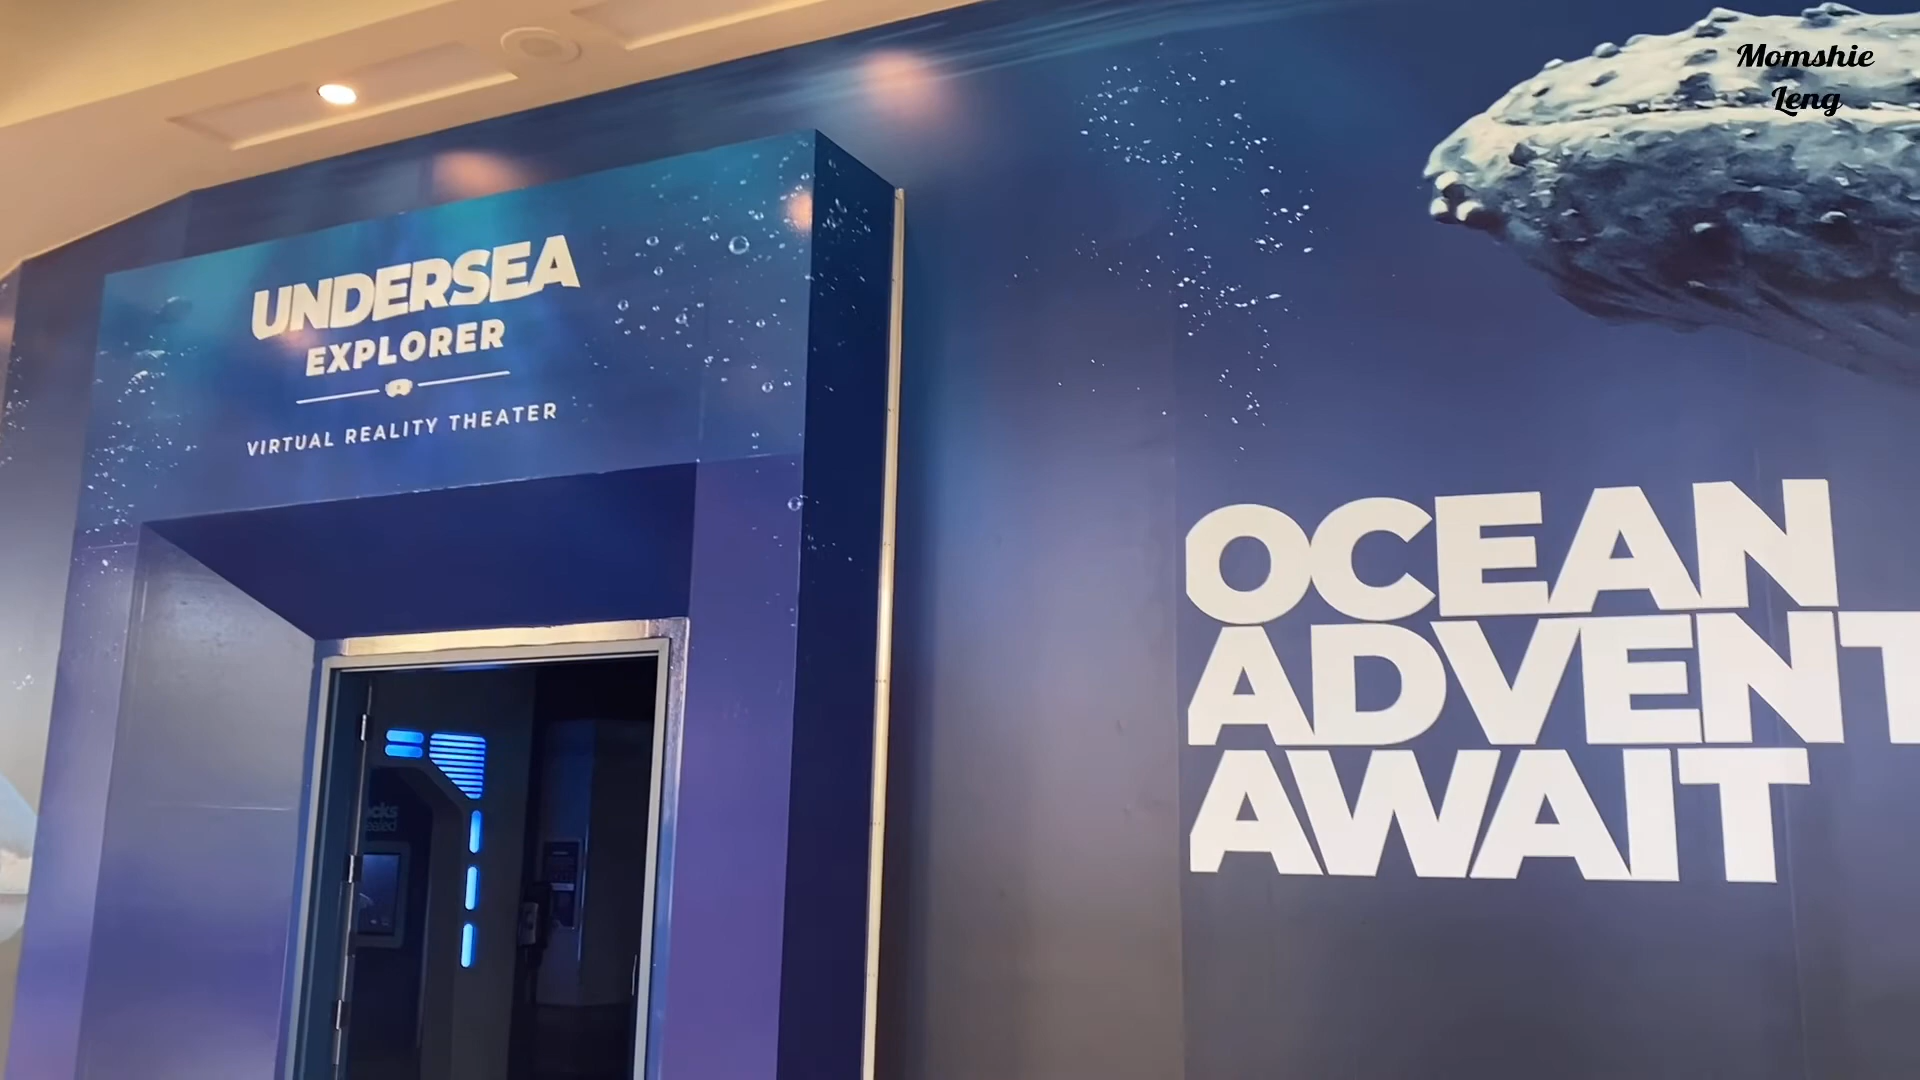 Momshie
Leng
UNDERSEA
EXPLORER
VIRTUAL REALITY THEATER
OCEAN
ADVENT
AWAIT